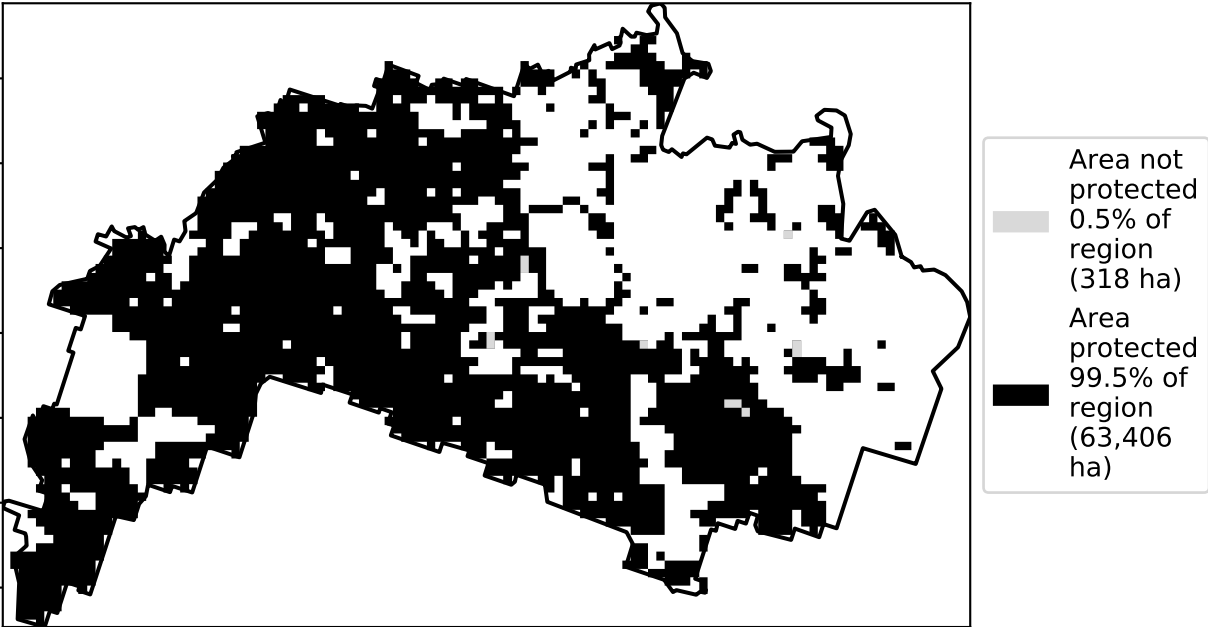 Area not
protected
0.5% of
region
(318 ha)
Area
protected
99.5% of
region
(63,406
ha)